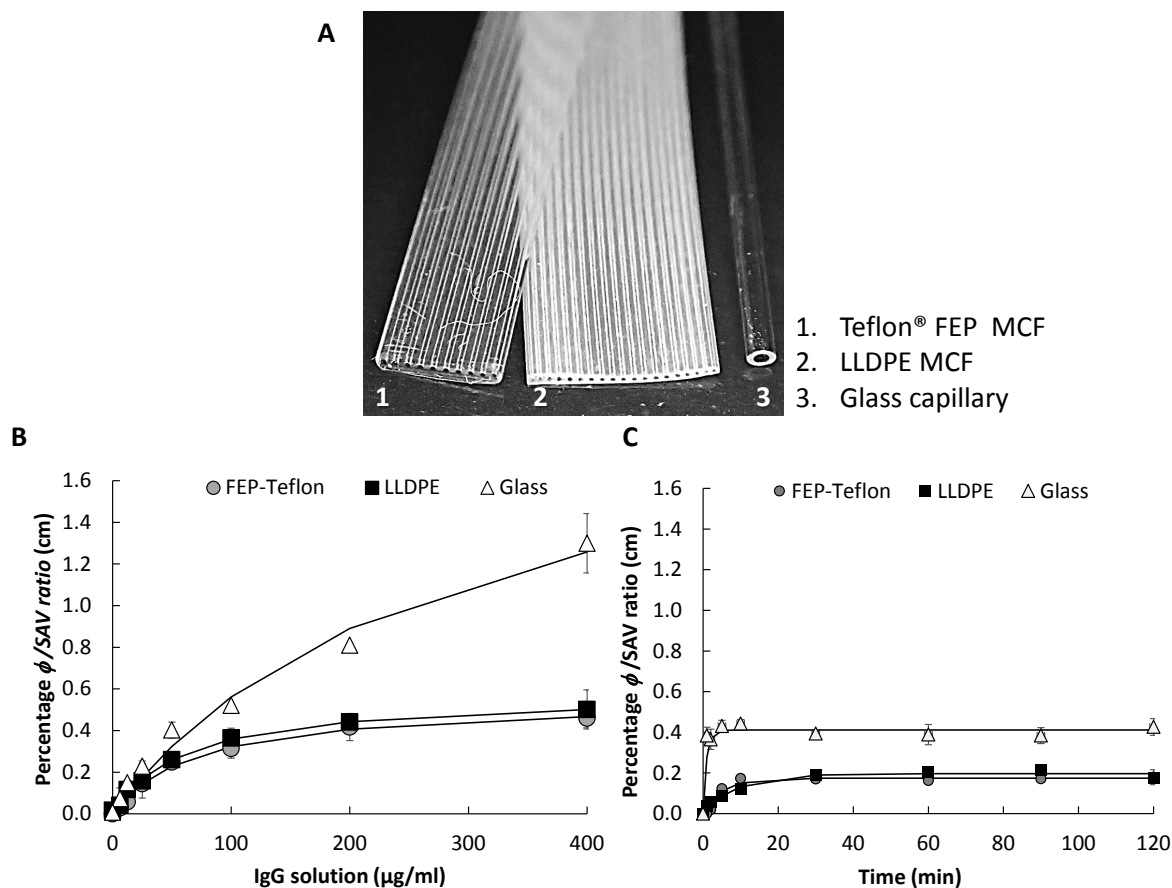 A
1 2 3
1. Teflon® FEP MCF
2. LLDPE MCF
3. Glass capillary
B
FEP-Teflon LLDPE Glass
Percentage ϕ/SAV ratio (cm)
1.6
1.4
1.2
1.0
0.8
0.6
0.4
0.2
0.0
0 100 200 300 400
IgG solution (µg/ml)
C
FEP-Teflon LLDPE Glass
Percentage ϕ/SAV ratio (cm)
1.6
1.4
1.2
1.0
0.8
0.6
0.4
0.2
0.0
0 20 40 60 80 100 120
Time (min)